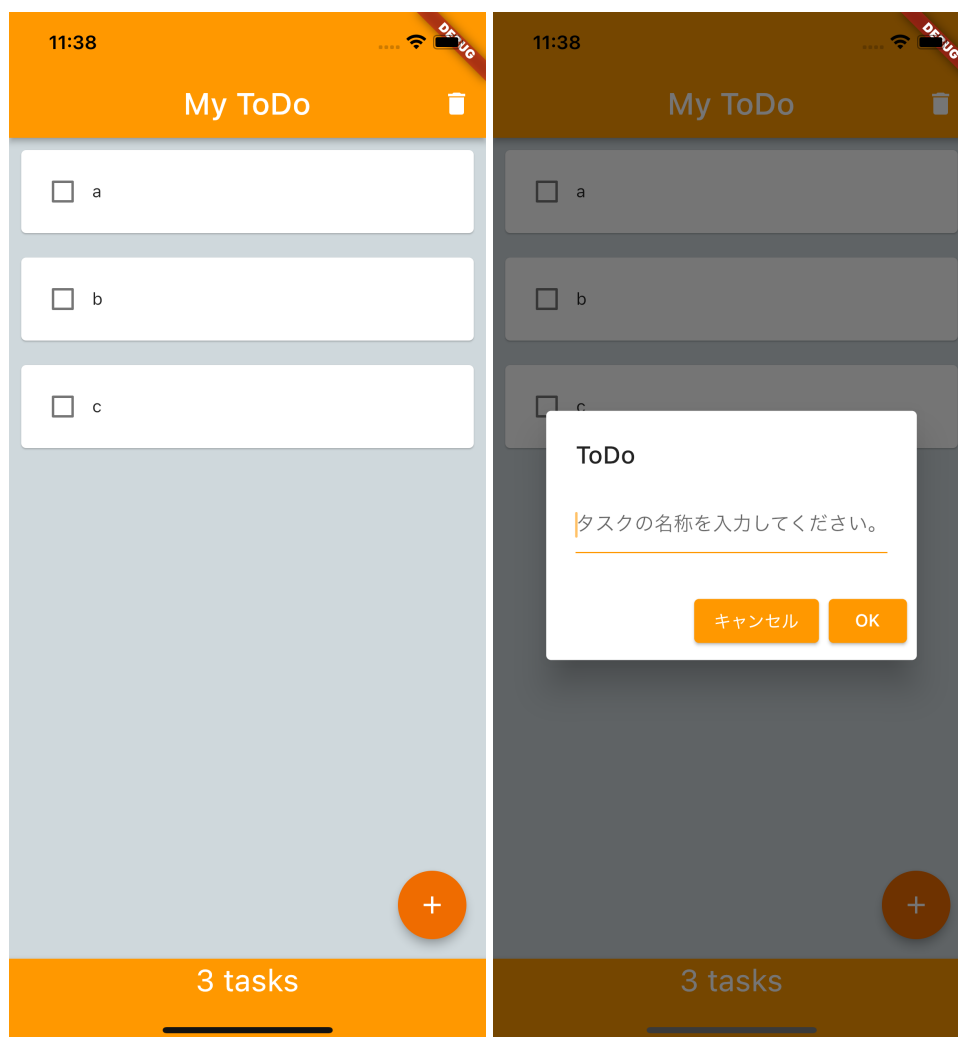 11:38
DEBUG
My ToDo
a
b
c
3 tasks
11:38
DEBUG
My ToDo
a
b
c
ToDo
タスクの名称を入力してください。
キャンセル OK
3 tasks